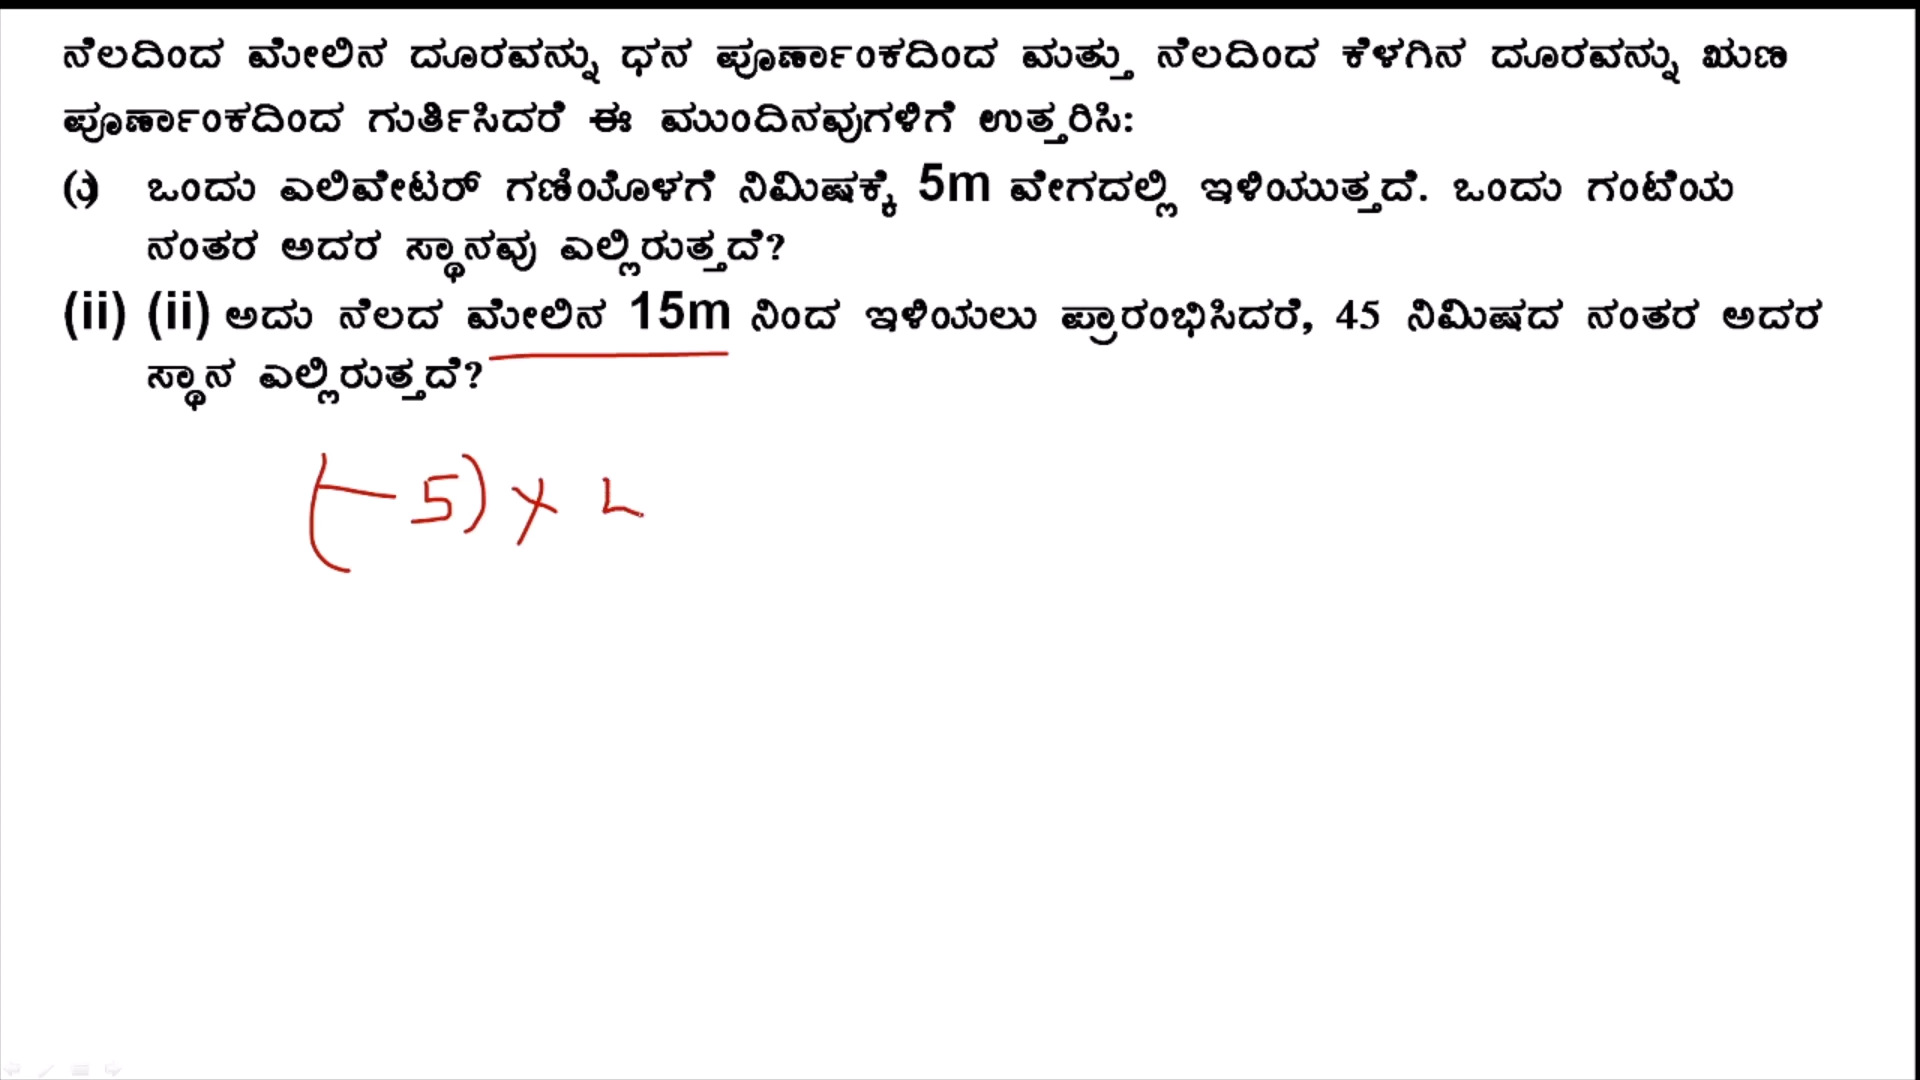 ನೆಲದಿಂದ ಮೇಲಿನ ದೂರವನ್ನು ಧನ ಪೂರ್ಣಾಂಕದಿಂದ ಮತ್ತು ನೆಲದಿಂದ ಕೆಳಗಿನ ದೂರವನ್ನು ಋಣ
ಪೂರ್ಣಾಂಕದಿಂದ ಗುರ್ತಿಸಿದರೆ ಈ ಮುಂದಿನವುಗಳಿಗೆ ಉತ್ತರಿಸಿ:
ಒಂದು ಎಲಿವೇಟರ್ ಗಣಿಯೊಳಗೆ ನಿಮಿಷಕ್ಕೆ 5m ವೇಗದಲ್ಲಿ ಇಳಿಯುತ್ತದೆ. ಒಂದು ಗಂಟೆಯ
ನಂತರ ಅದರ ಸ್ಥಾನವು ಎಲ್ಲಿರುತ್ತದೆ?
(ii) (ii) ಅದು ನೆಲದ ಮೇಲಿನ 15m ನಿಂದ ಇಳಿಯಲು ಪ್ರಾರಂಭಿಸಿದರೆ, 45 ನಿಮಿಷದ ನಂತರ ಅದರ
ಸ್ಥಾನ ಎಲ್ಲಿರುತ್ತದೆ?
(-5) ×